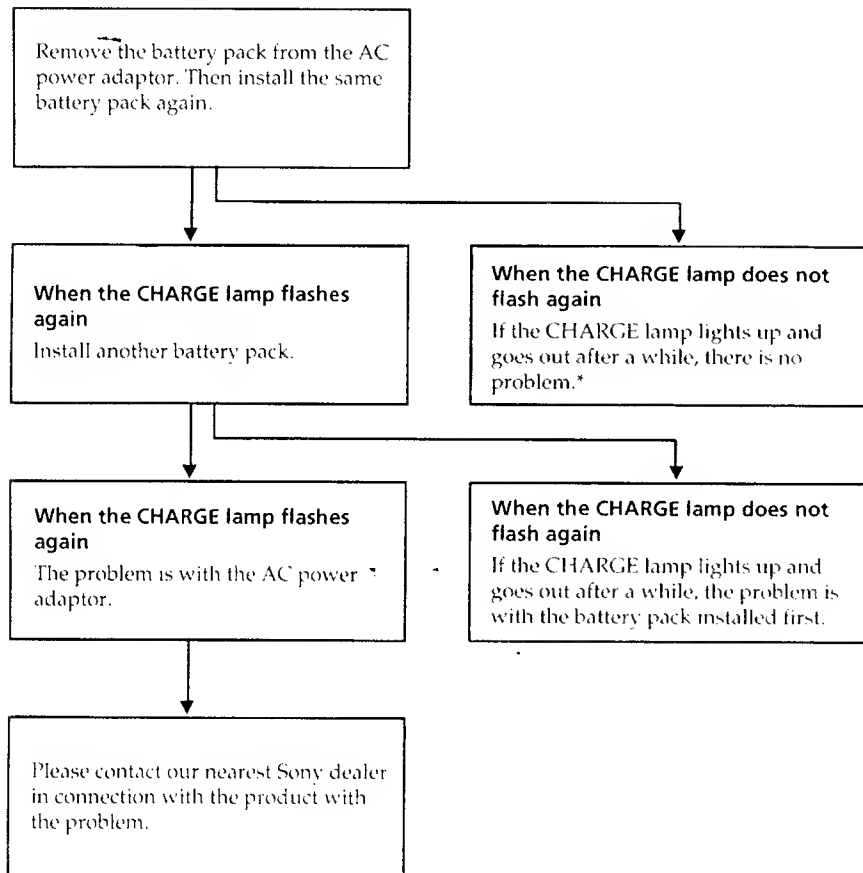 Remove the battery pack from the AC
power adaptor. Then install the same
battery pack again.
When the CHARGE lamp flashes
again
Install another battery pack.
When the CHARGE lamp does not
flash again
If the CHARGE lamp lights up and
goes out after a while, there is no
problem.*
When the CHARGE lamp flashes
again
The problem is with the AC power
adaptor.
When the CHARGE lamp does not
flash again
If the CHARGE lamp lights up and
goes out after a while, the problem is
with the battery pack installed first.
Please contact our nearest Sony dealer
in connection with the product with
the problem.